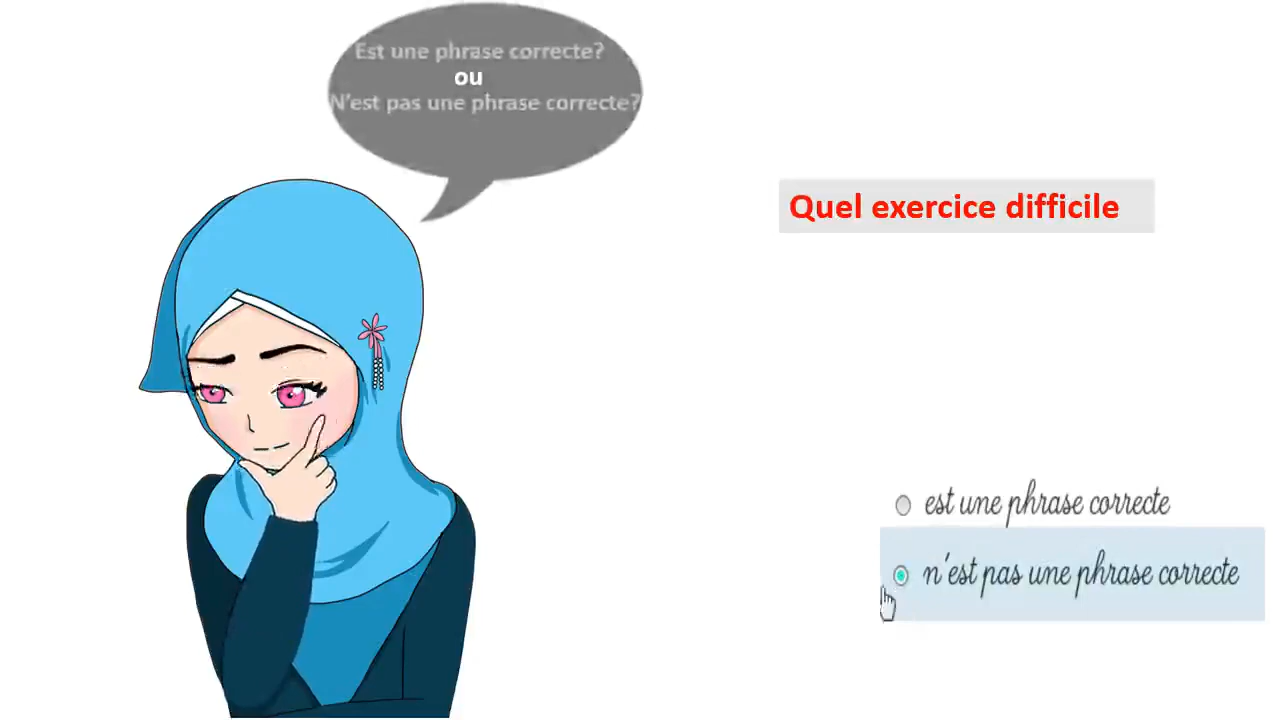 Est une phrase correcte?
ou
N'est pas une phrase correcte?
Quel exercice difficile
est une phrase correcte
n'est pas une phrase correcte